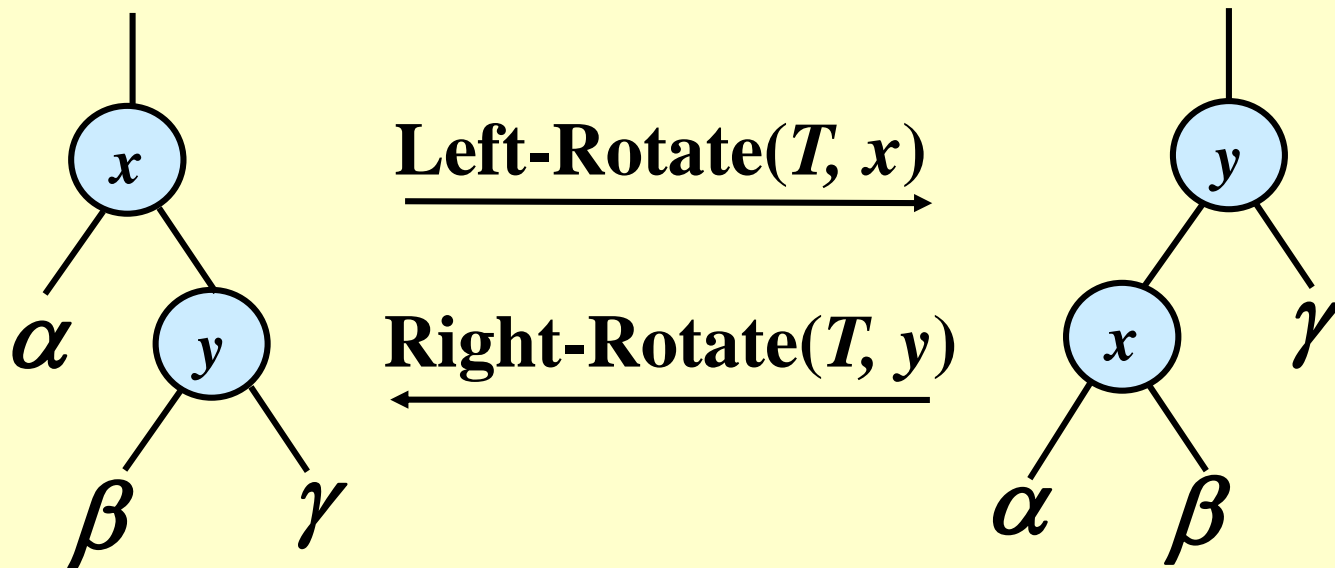 x
y
Left-Rotate(T, x)
Right-Rotate(T, y)
α
y
x
γ
β
γ
α
β